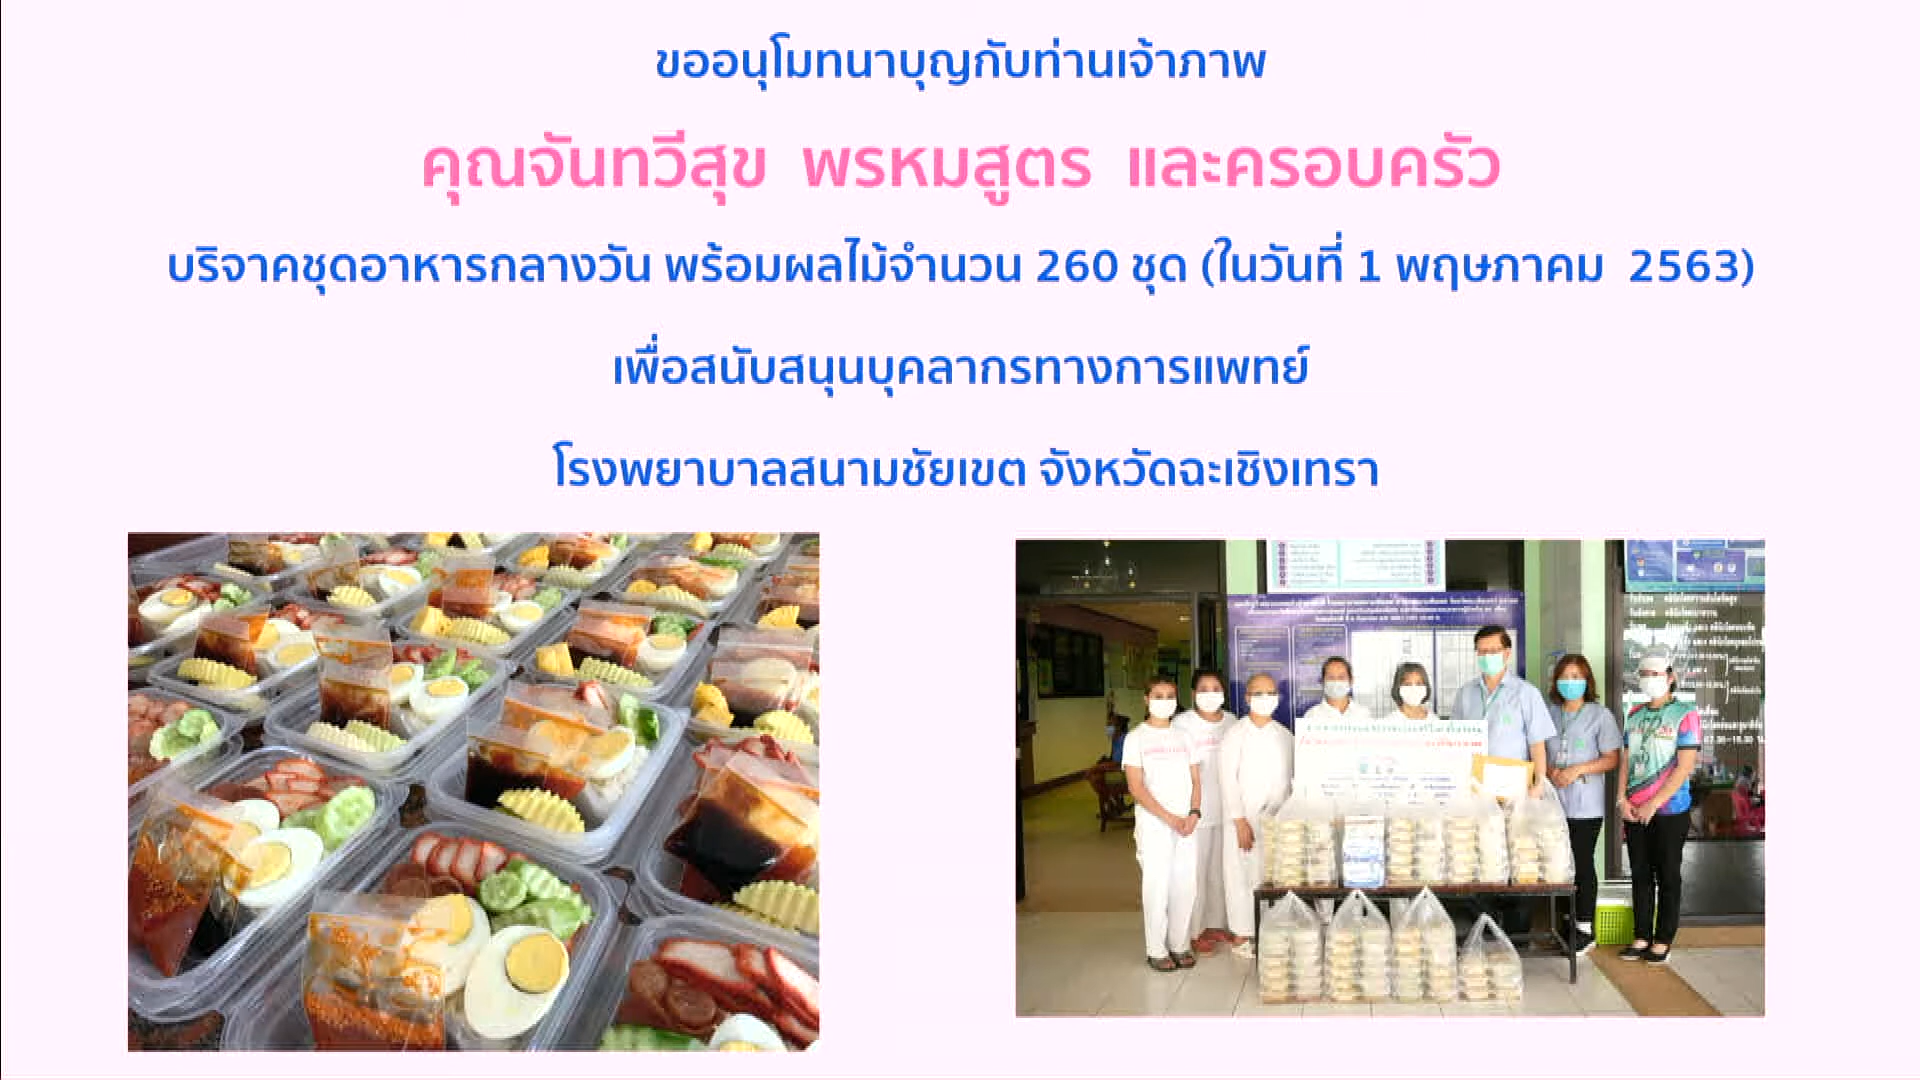 ขออนุโมทนาบุญกับท่านเจ้าภาพ
คุณจันทวีสุข พรหมสูตร และครอบครัว
บริจาคชุดอาหารกลางวัน พร้อมผลไม้จำนวน 260 ชุด (ในวันที่ 1 พฤษภาคม 2563)
เพื่อสนับสนุนบุคลากรทางการแพทย์
โรงพยาบาลสนามชัยเขต จังหวัดฉะเชิงเทรา